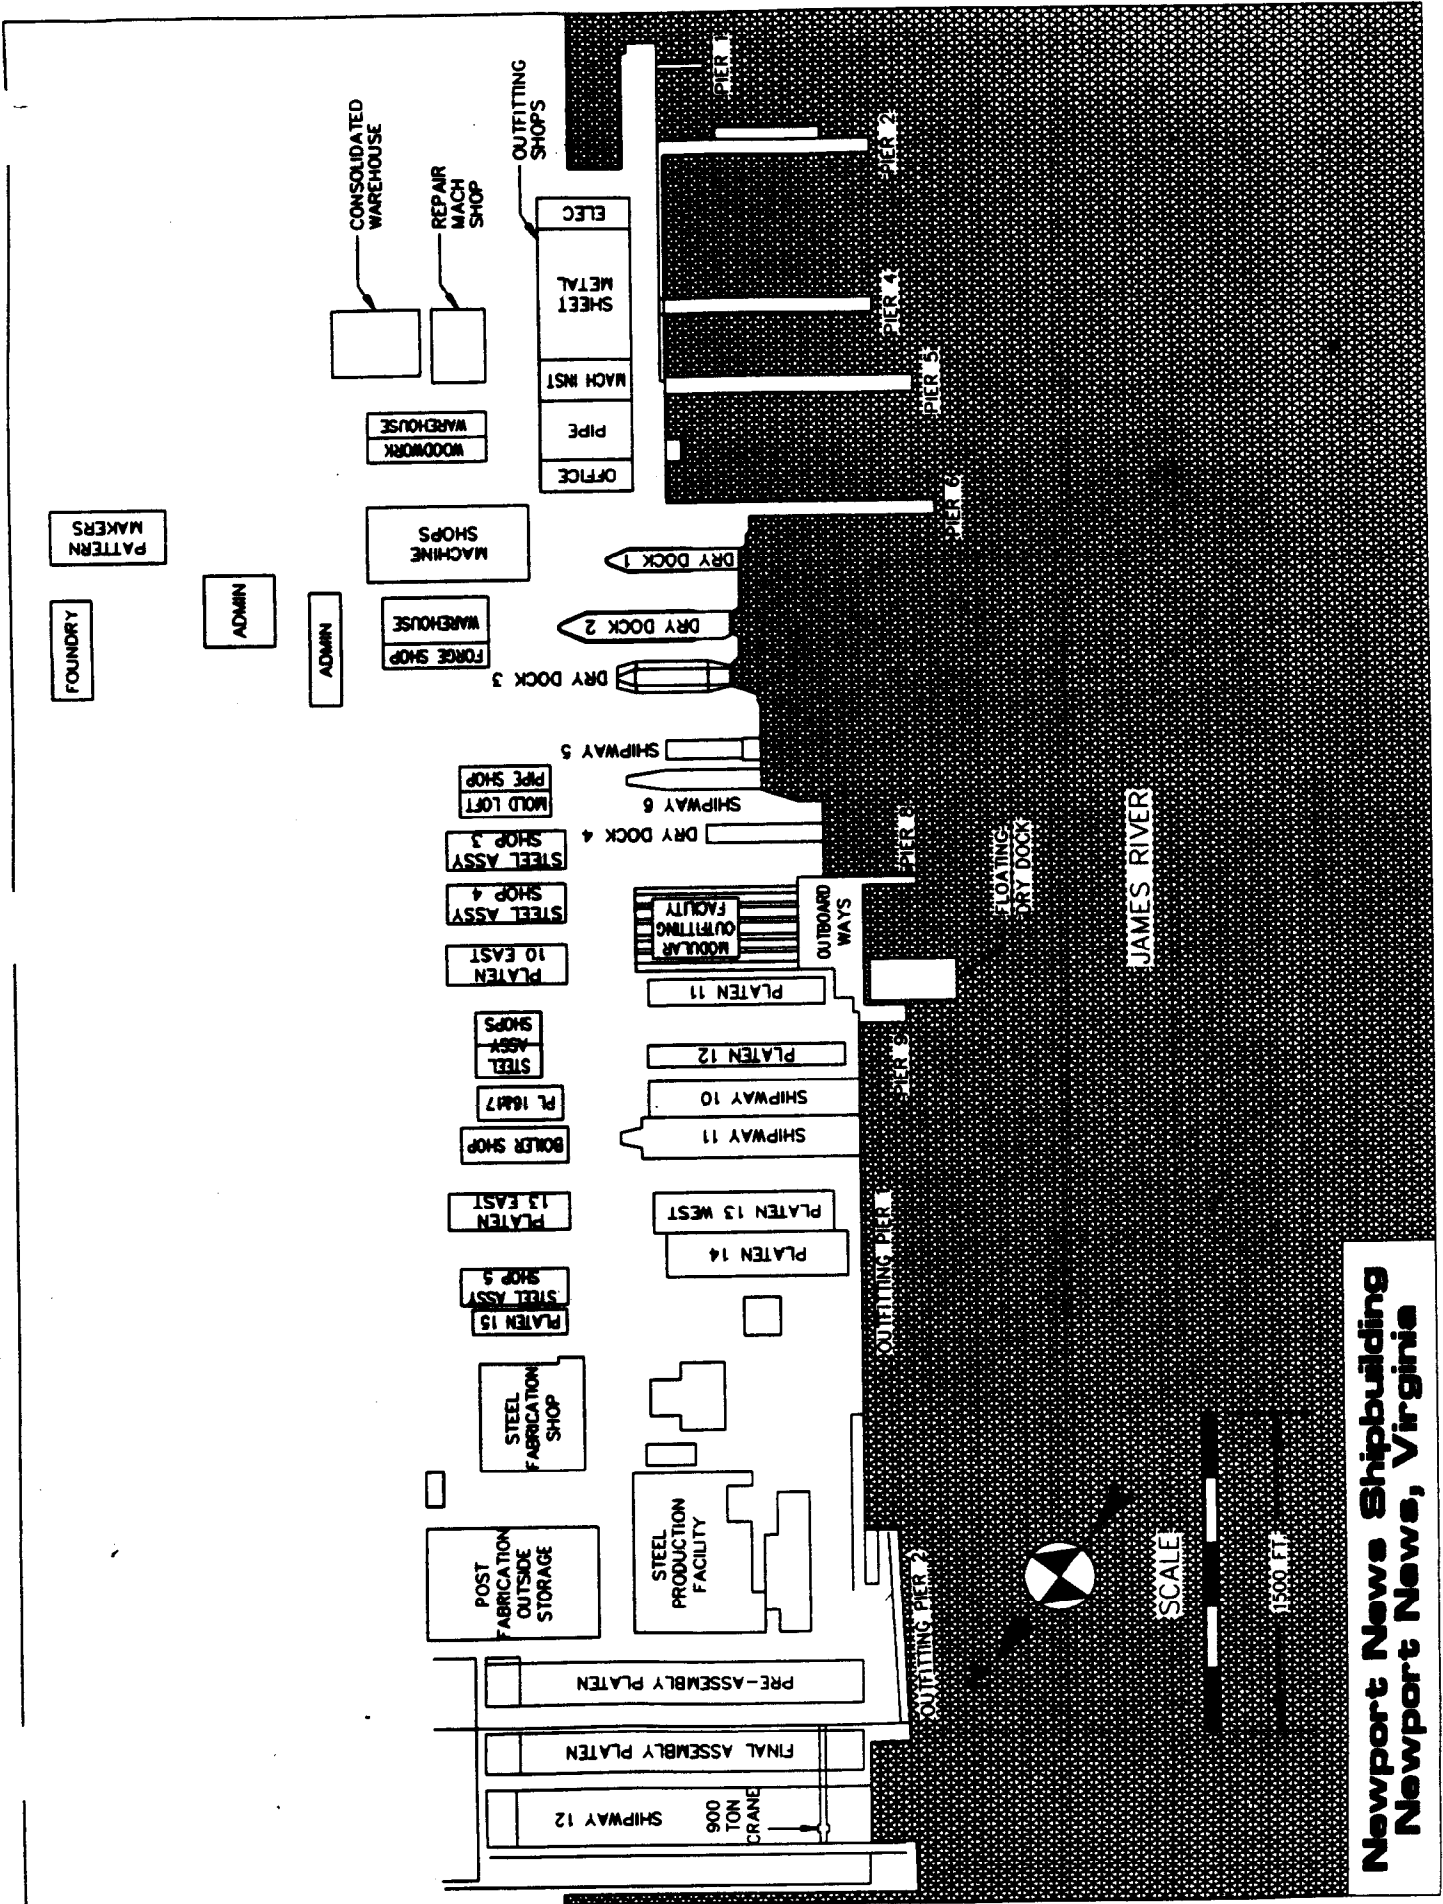 CONSOLIDATED
WAREHOUSE
REPAIR
MACH
SHOP
OUTFITTING
SHOPS
PIER 1
PIER 2
PIER 4
PIER 5
PIER 6
ELEC
SHEET
METAL
MACH INST
PIPE
OFFICE
WAREHOUSE
WOODWORK
PATTERN
MAKERS
MACHINE
SHOPS
FOUNDRY
ADMIN
ADMIN
WAREHOUSE
FORGE SHOP
DRY DOCK 1
DRY DOCK 2
DRY DOCK 3
SHIPWAY 5
SHIPWAY 6
DRY DOCK 4
PIPE SHOP
MOLD LOFT
STEEL ASSY
SHOP 3
STEEL ASSY
SHOP 4
PLATEN
10 EAST
MODULAR
OUTFITTING
FACILITY
OUTBOARD
WAYS
PIER 8
FLOATING
DRY DOCK
JAMES RIVER
PLATEN 11
PIER 9
STEEL
ASSY
SHOPS
PLATEN 12
PL 16&17
SHIPWAY 10
BOILER SHOP
SHIPWAY 11
PLATEN
13 EAST
PLATEN 13 WEST
PLATEN 14
OUTFITTING PIER 1
STEEL ASSY
SHOP 5
PLATEN 15
STEEL
FABRICATION
SHOP
POST
FABRICATION
OUTSIDE
STORAGE
STEEL
PRODUCTION
FACILITY
OUTFITTING PIER 2
PRE-ASSEMBLY PLATEN
FINAL ASSEMBLY PLATEN
SHIPWAY 12
900
TON
CRANE
SCALE
1500 FT.
Newport News Shipbuilding
Newport News, Virginia